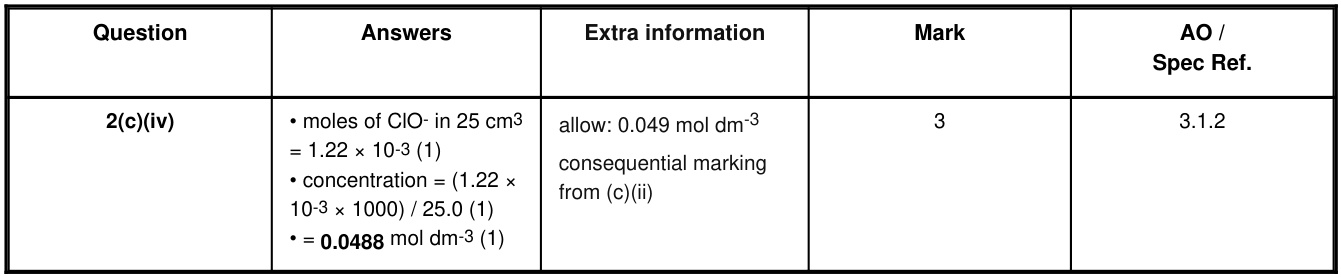 Question Answers Extra information Mark AO /
Spec Ref.
2(c)(iv)
• moles of ClO- in 25 cm3
= 1.22 × 10-3 (1)
• concentration = (1.22 ×
10-3 × 1000) / 25.0 (1)
• = 0.0488 mol dm-3 (1)
allow: 0.049 mol dm-3
consequential marking
from (c)(ii)
3
3.1.2